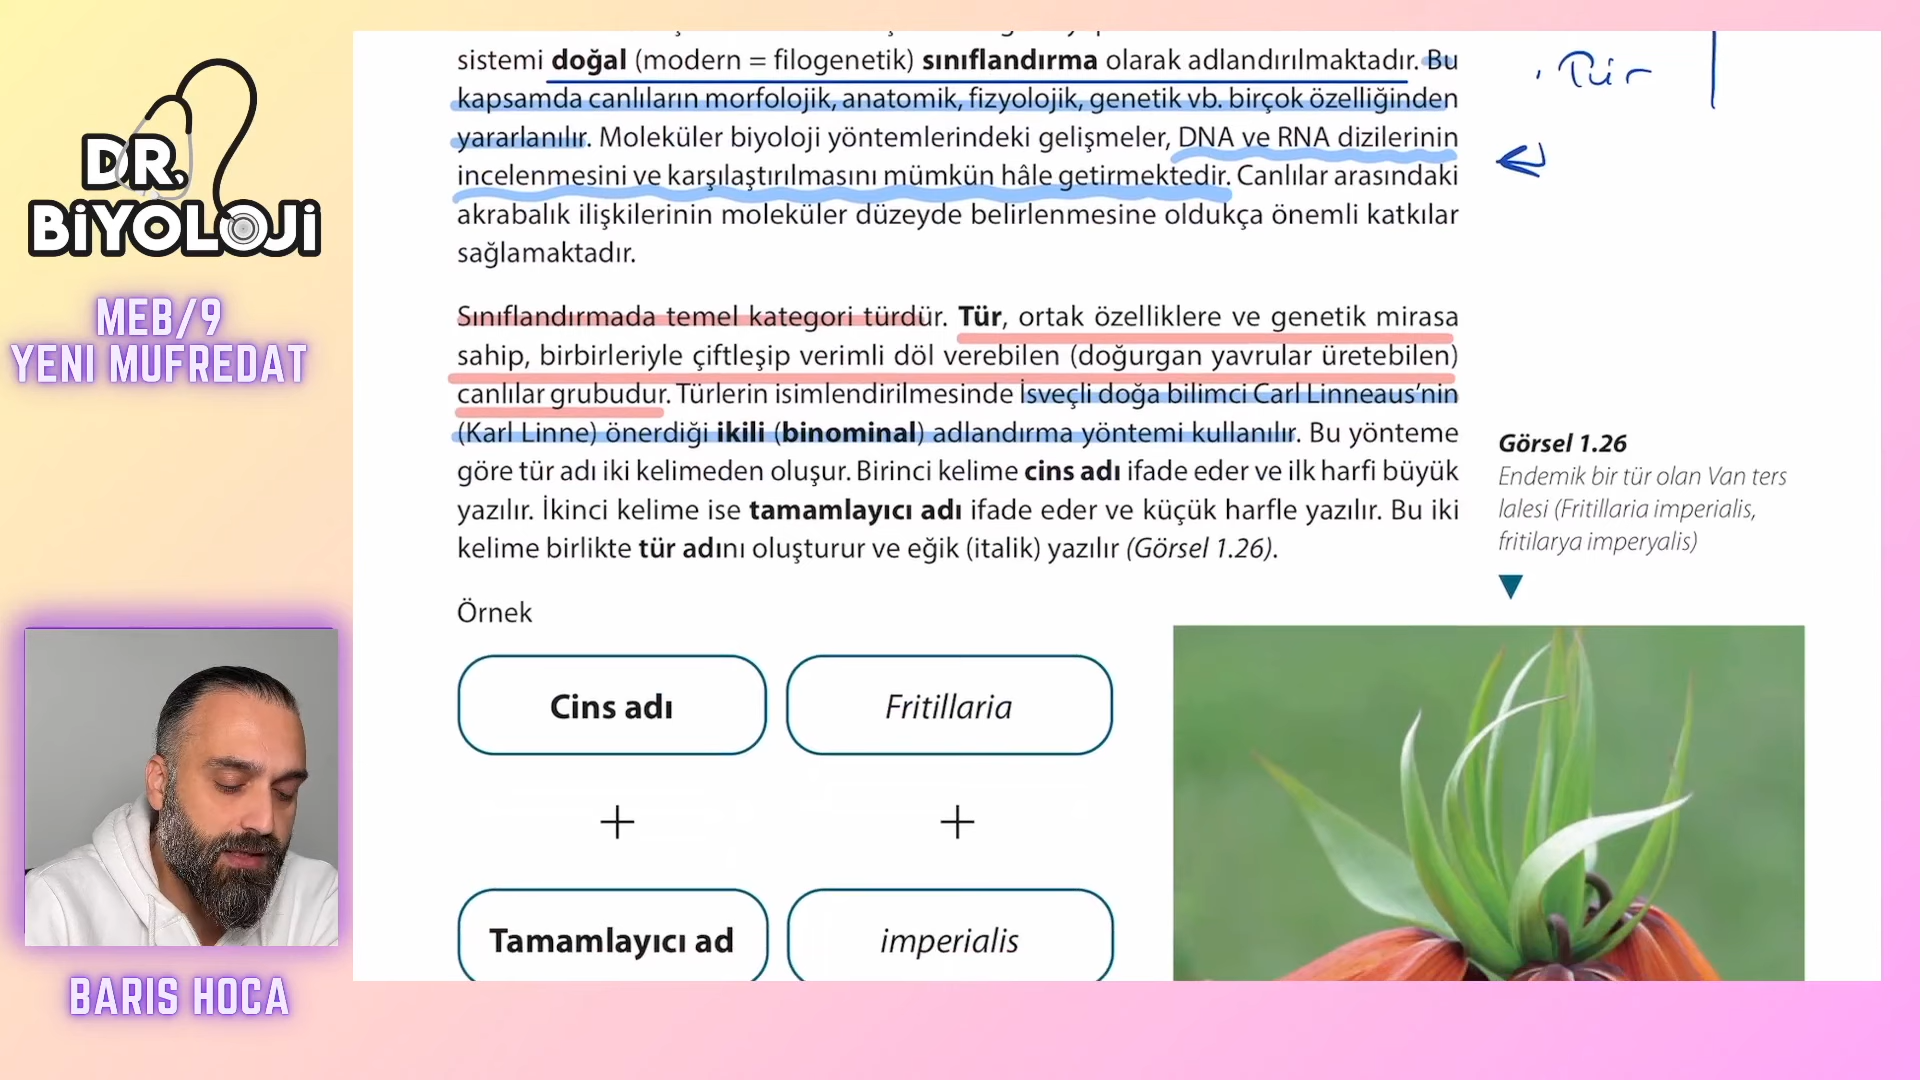 DR.
BİYOLOJİ
MEB/9
YENİ MUFREDAT
BARIS HOCA
sistemi doğal (modern = filogenetik) sınıflandırma olarak adlandırılmaktadır. Bu
kapsamda canlıların morfolojik, anatomik, fizyolojik, genetik vb. birçok özelliğinden
yararlanılır. Moleküler biyoloji yöntemlerindeki gelişmeler, DNA ve RNA dizilerinin
incelenmesini ve karşılaştırılmasını mümkün hâle getirmektedir. Canlılar arasındaki
akrabalık ilişkilerinin moleküler düzeyde belirlenmesine oldukça önemli katkılar
sağlamaktadır.
Sınıflandırmada temel kategori türdür. Tür, ortak özelliklere ve genetik mirasa
sahip, birbirleriyle çiftleşip verimli döl verebilen (doğurgan yavrular üretebilen)
canlılar grubudur. Türlerin isimlendirilmesinde İsveçli doğa bilimci Carl Linneaus’nin
(Karl Linne) önerdiği ikili (binominal) adlandırma yöntemi kullanılır. Bu yönteme
göre tür adı iki kelimeden oluşur. Birinci kelime cins adı ifade eder ve ilk harfi büyük
yazılır. İkinci kelime ise tamamlayıcı adı ifade eder ve küçük harfle yazılır. Bu iki
kelime birlikte tür adını oluşturur ve eğik (italik) yazılır (Görsel 1.26).
Örnek
Cins adı
Fritillaria
+
+
Tamamlayıcı ad
imperialis
Tür
Görsel 1.26
Endemik bir tür olan Van ters
lalesi (Fritillaria imperialis,
fritilarya imperyalis)